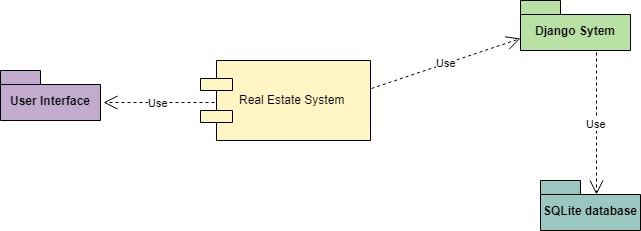 Django Sytem
Use
Real Estate System
User Interface
Use
Use
SQLite database